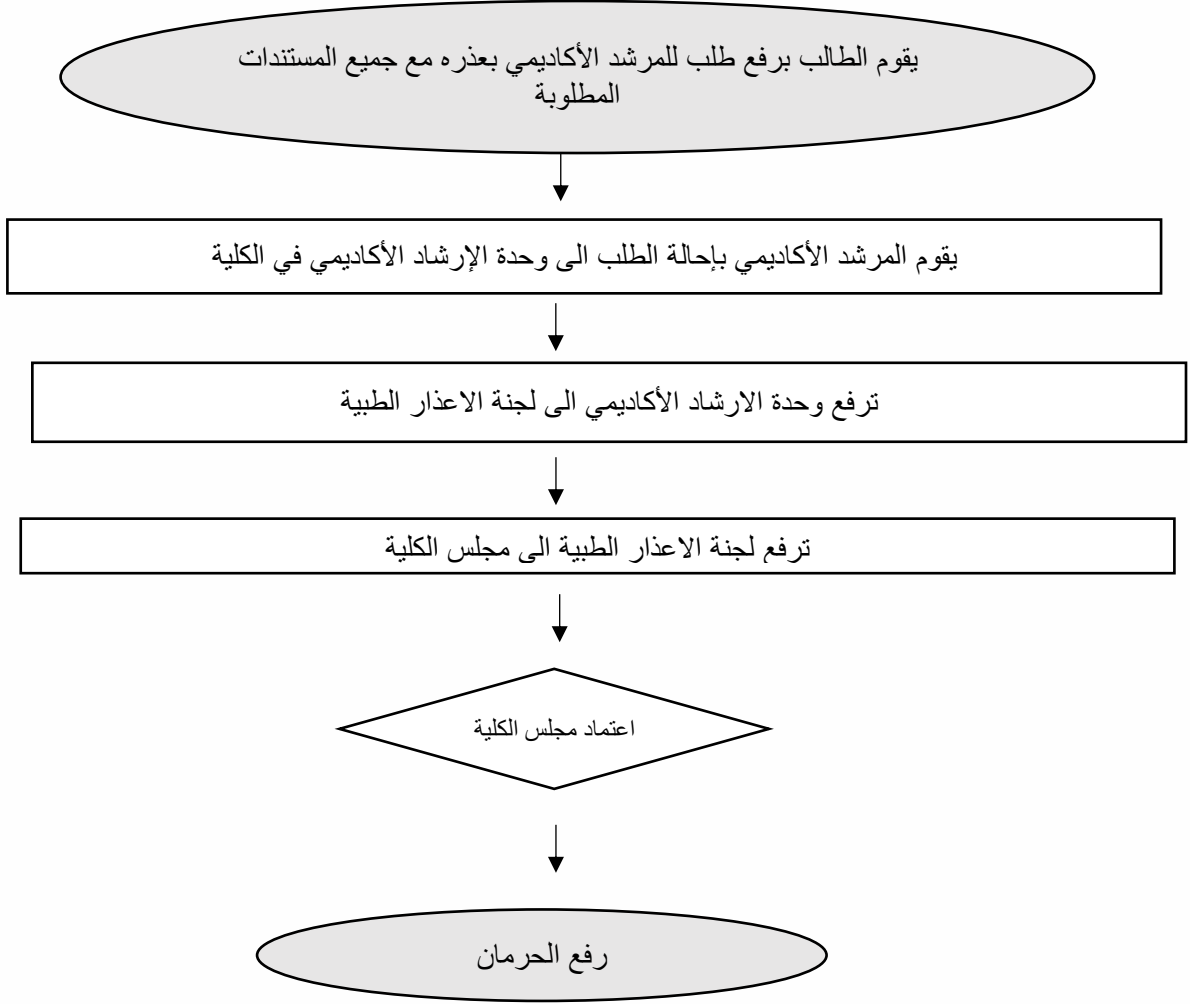 يقوم الطالب برفع طلب للمرشد الأكاديمي بعذره مع جميع المستندات
المطلوبة
يقوم المرشد الأكاديمي بإحالة الطلب الى وحدة الإرشاد الأكاديمي في الكلية
ترفع وحدة الارشاد الأكاديمي الى لجنة الاعذار الطبية
ترفع لجنة الاعذار الطبية الى مجلس الكلية
اعتماد مجلس الكلية
رفع الحرمان